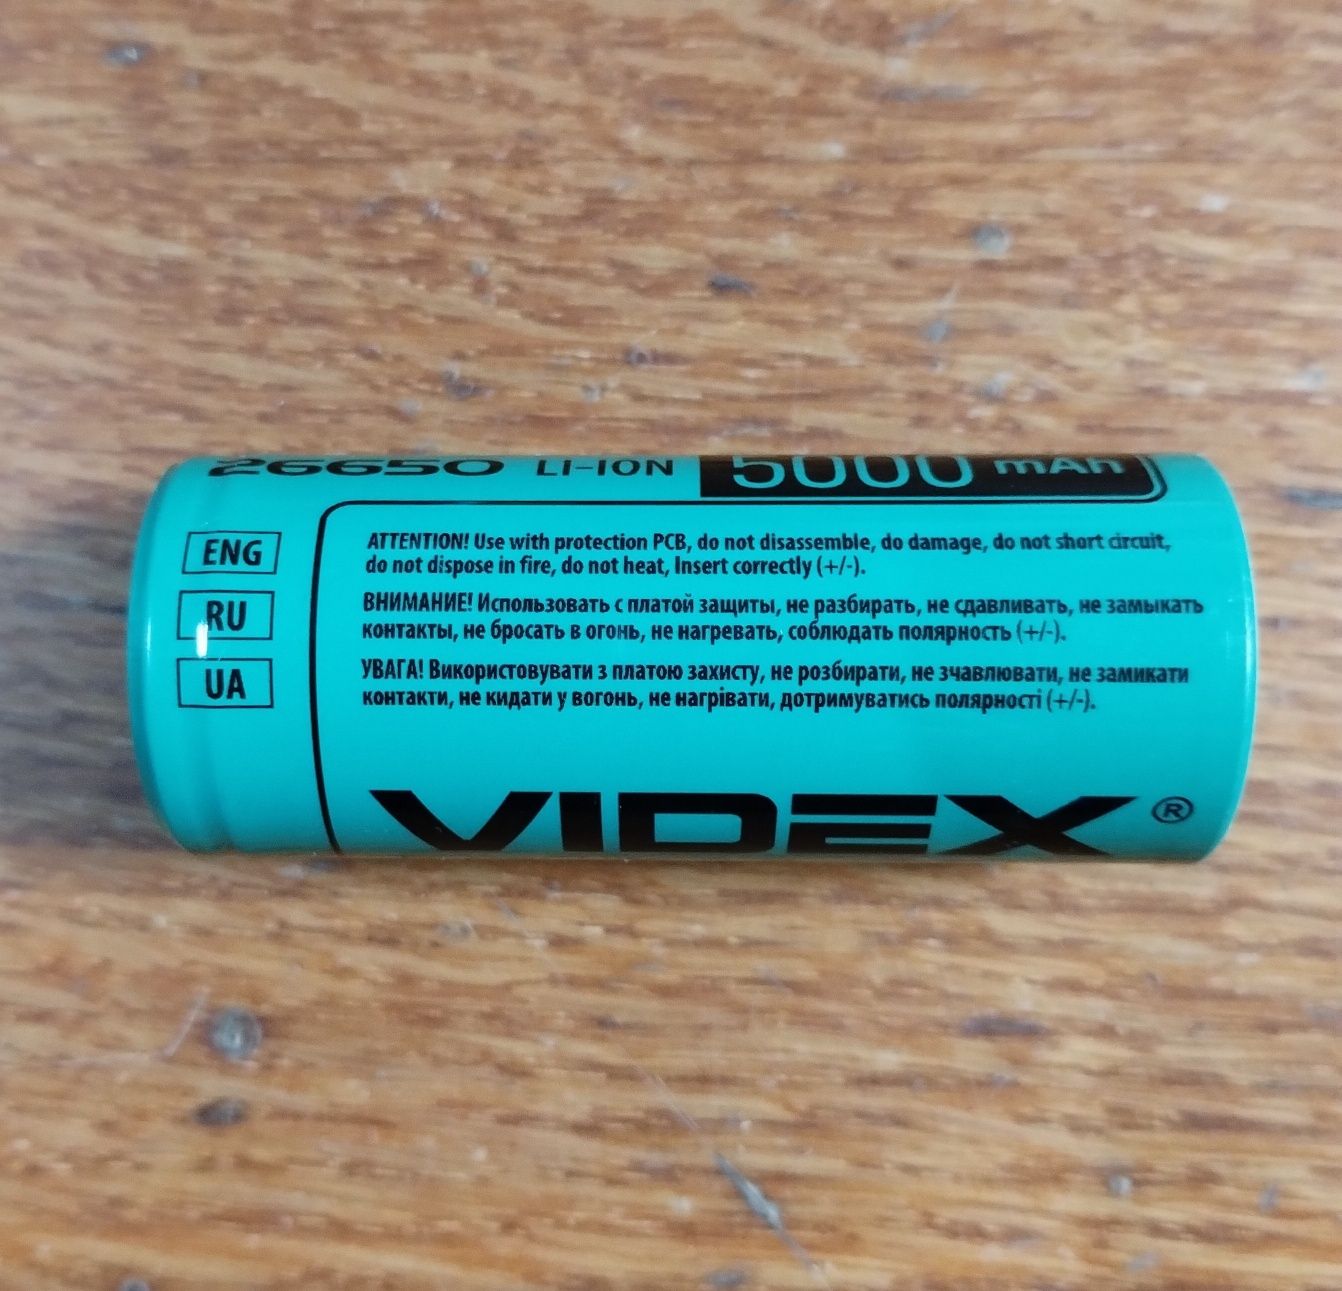 26650 LI-ION 5000 mAh
ENG
ATTENTION! Use with protection PCB, do not disassemble, do damage, do not short circuit,
do not dispose in fire, do not heat, Insert correctly (+/-).
RU
ВНИМАНИЕ! Использовать с платой защиты, не разбирать, не сдавливать, не замыкать
контакты, не бросать в огонь, не нагревать, соблюдать полярность (+/-).
UA
УВАГА! Використовувати з платою захисту, не розбирати, не зчавлювати, не замикати
контакти, не кидати у вогонь, не нагрівати, дотримуватись полярності (+/-).
VIDEX ®